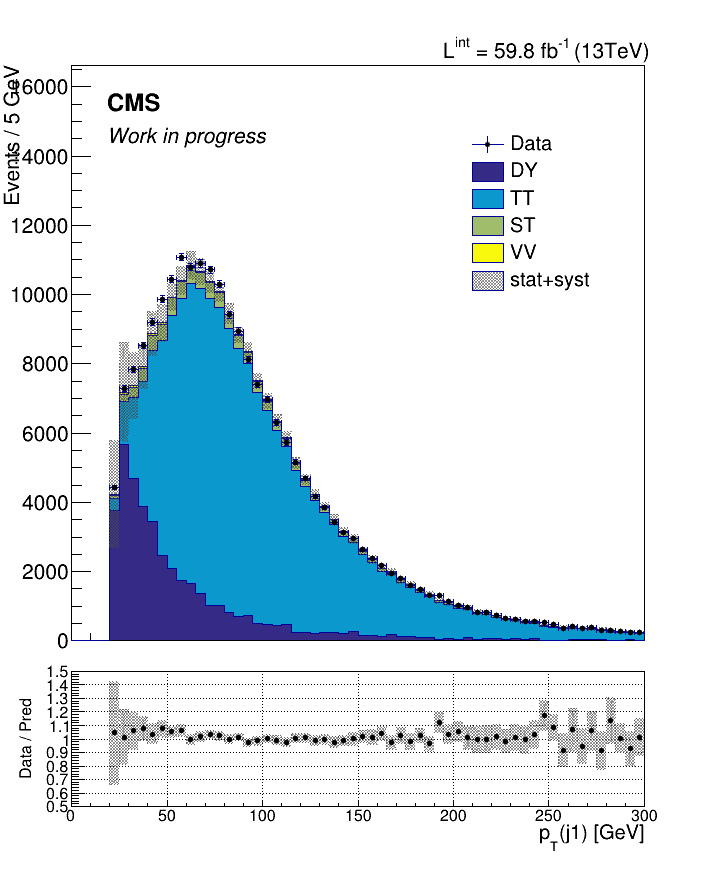 L^int = 59.8 fb^-1 (13TeV)
Events / 5 GeV
16000
14000
12000
10000
8000
6000
4000
2000
0
CMS
Work in progress
Data
DY
TT
ST
VV
stat+syst
Data / Pred
1.5
1.4
1.3
1.2
1.1
1
0.9
0.8
0.7
0.6
0.5
0 50 100 150 200 250 300
p_T(j1) [GeV]